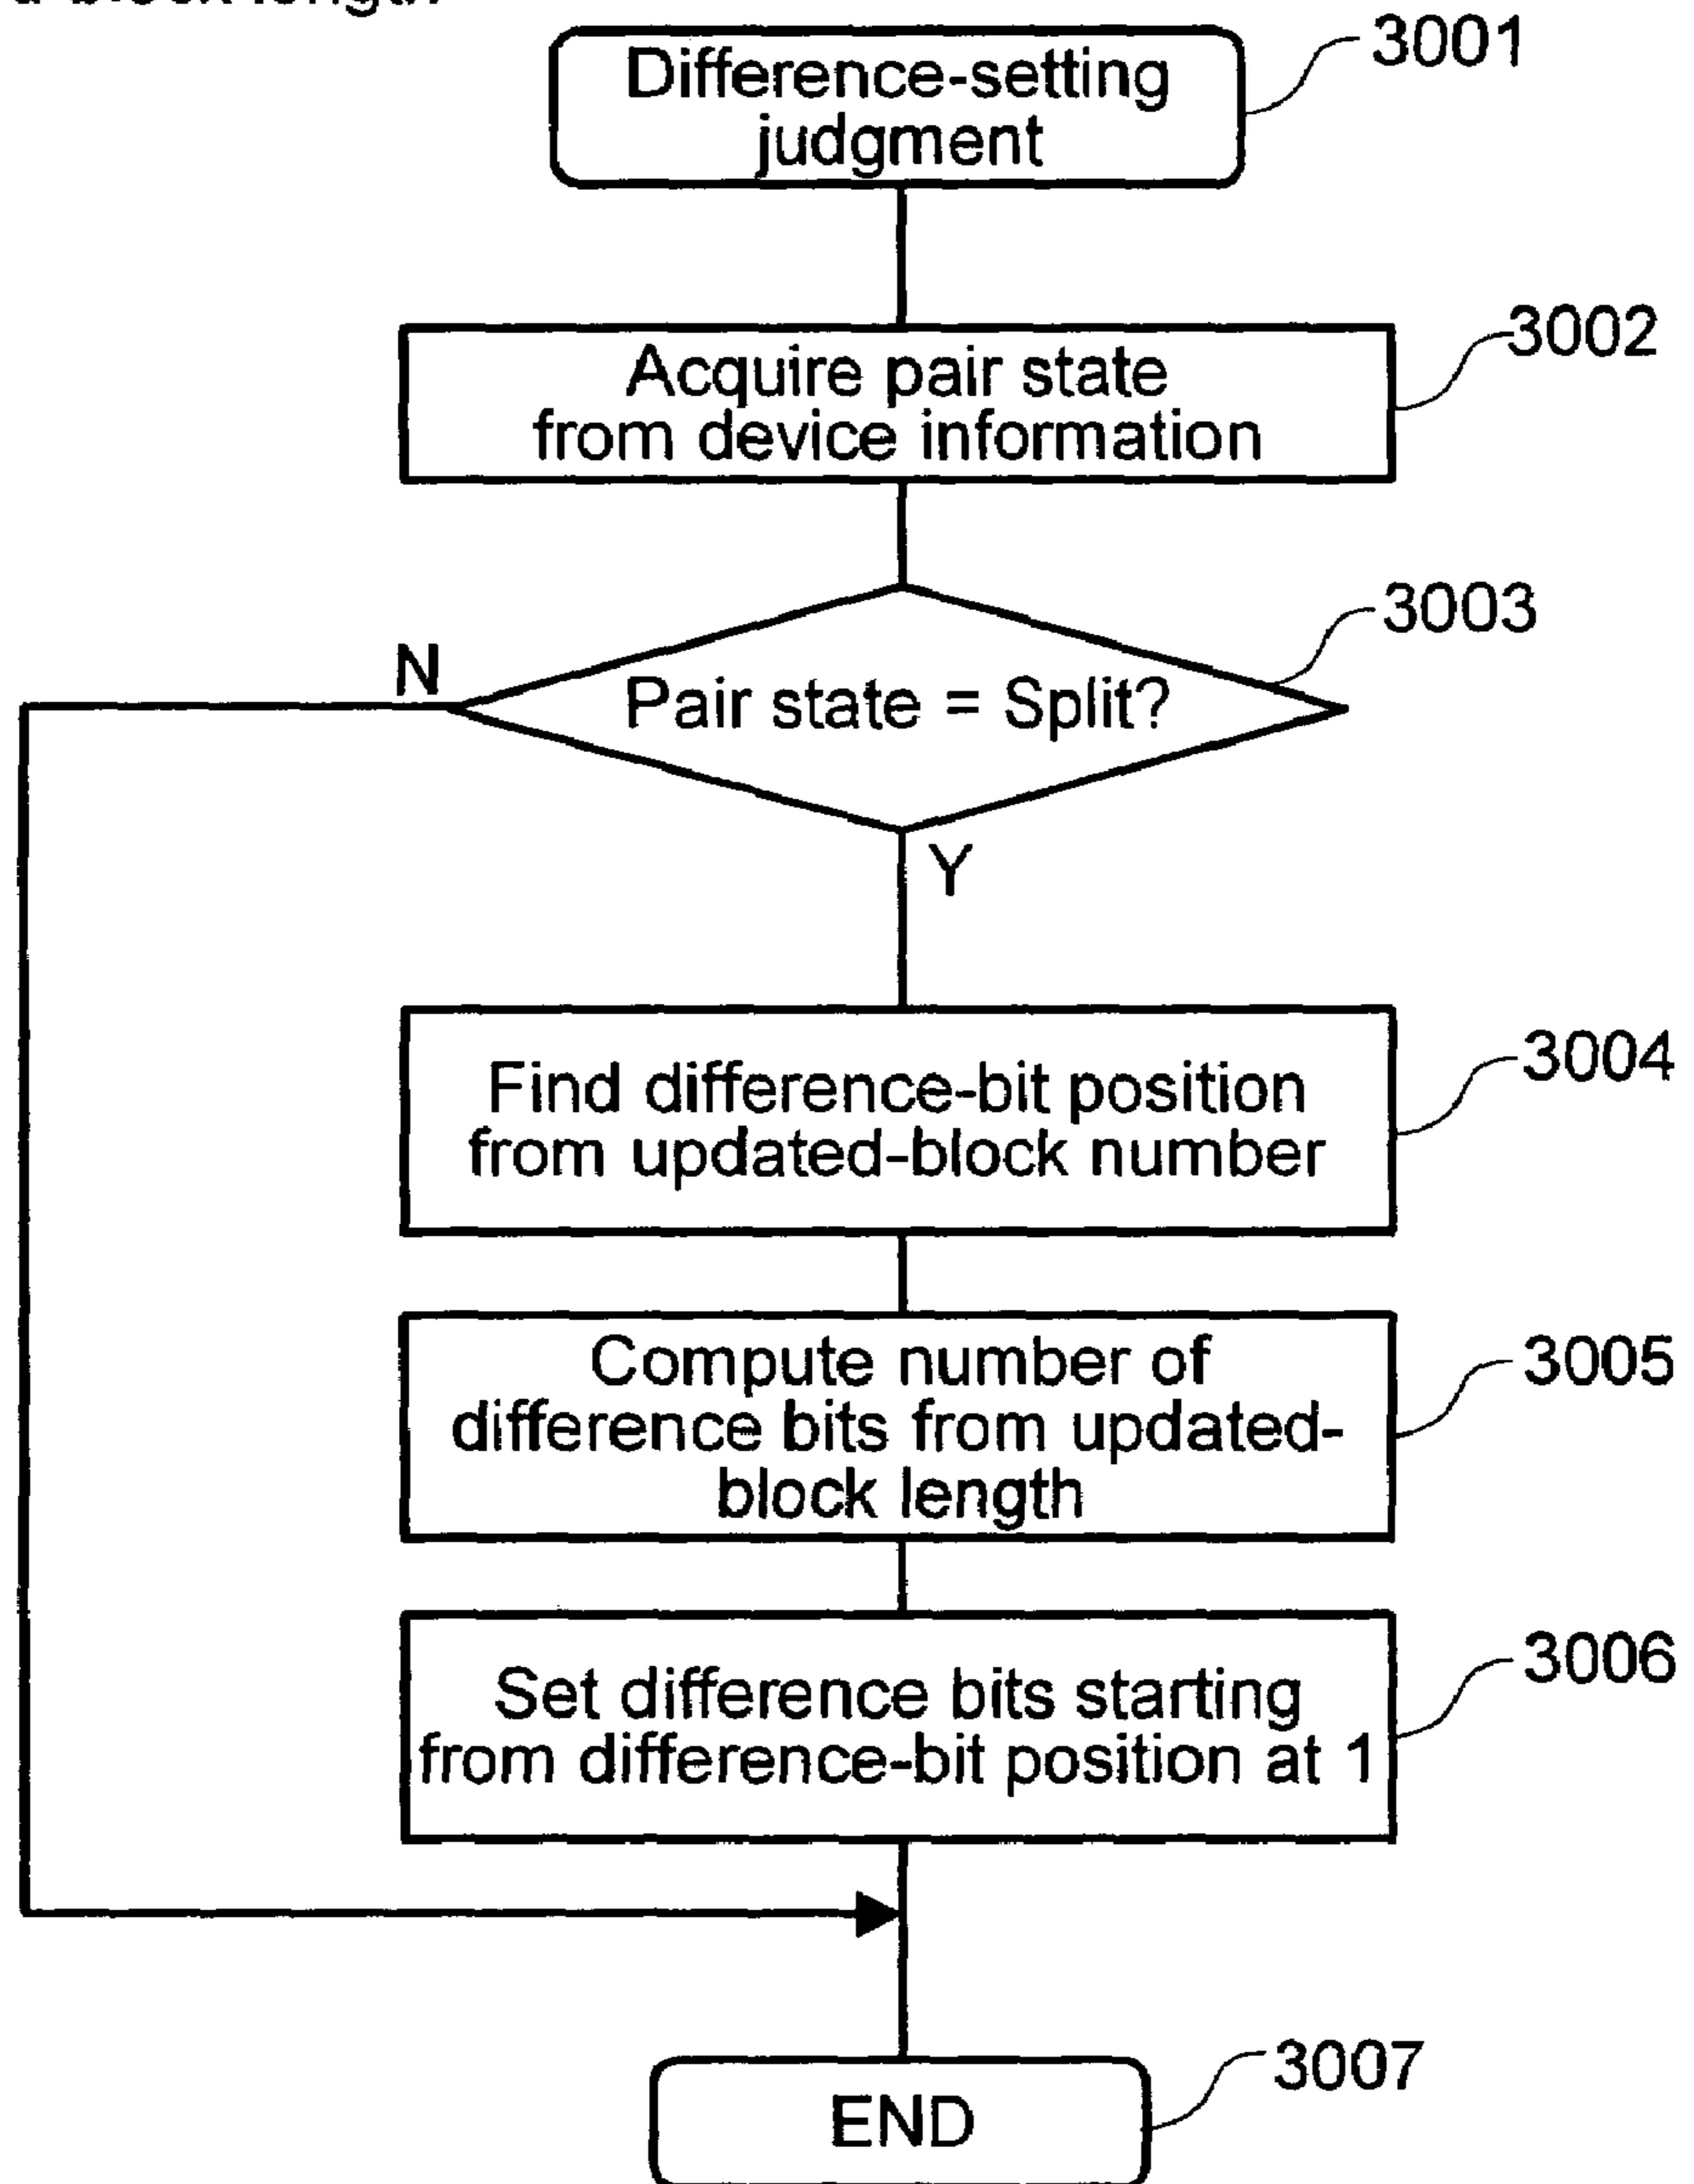 Difference-setting
judgment
3001
Acquire pair state
from device information
3002
3003
N
Pair state = Split?
Y
Find difference-bit position
from updated-block number
3004
Compute number of
difference bits from updated-
block length
3005
Set difference bits starting
from difference-bit position at 1
3006
3007
END